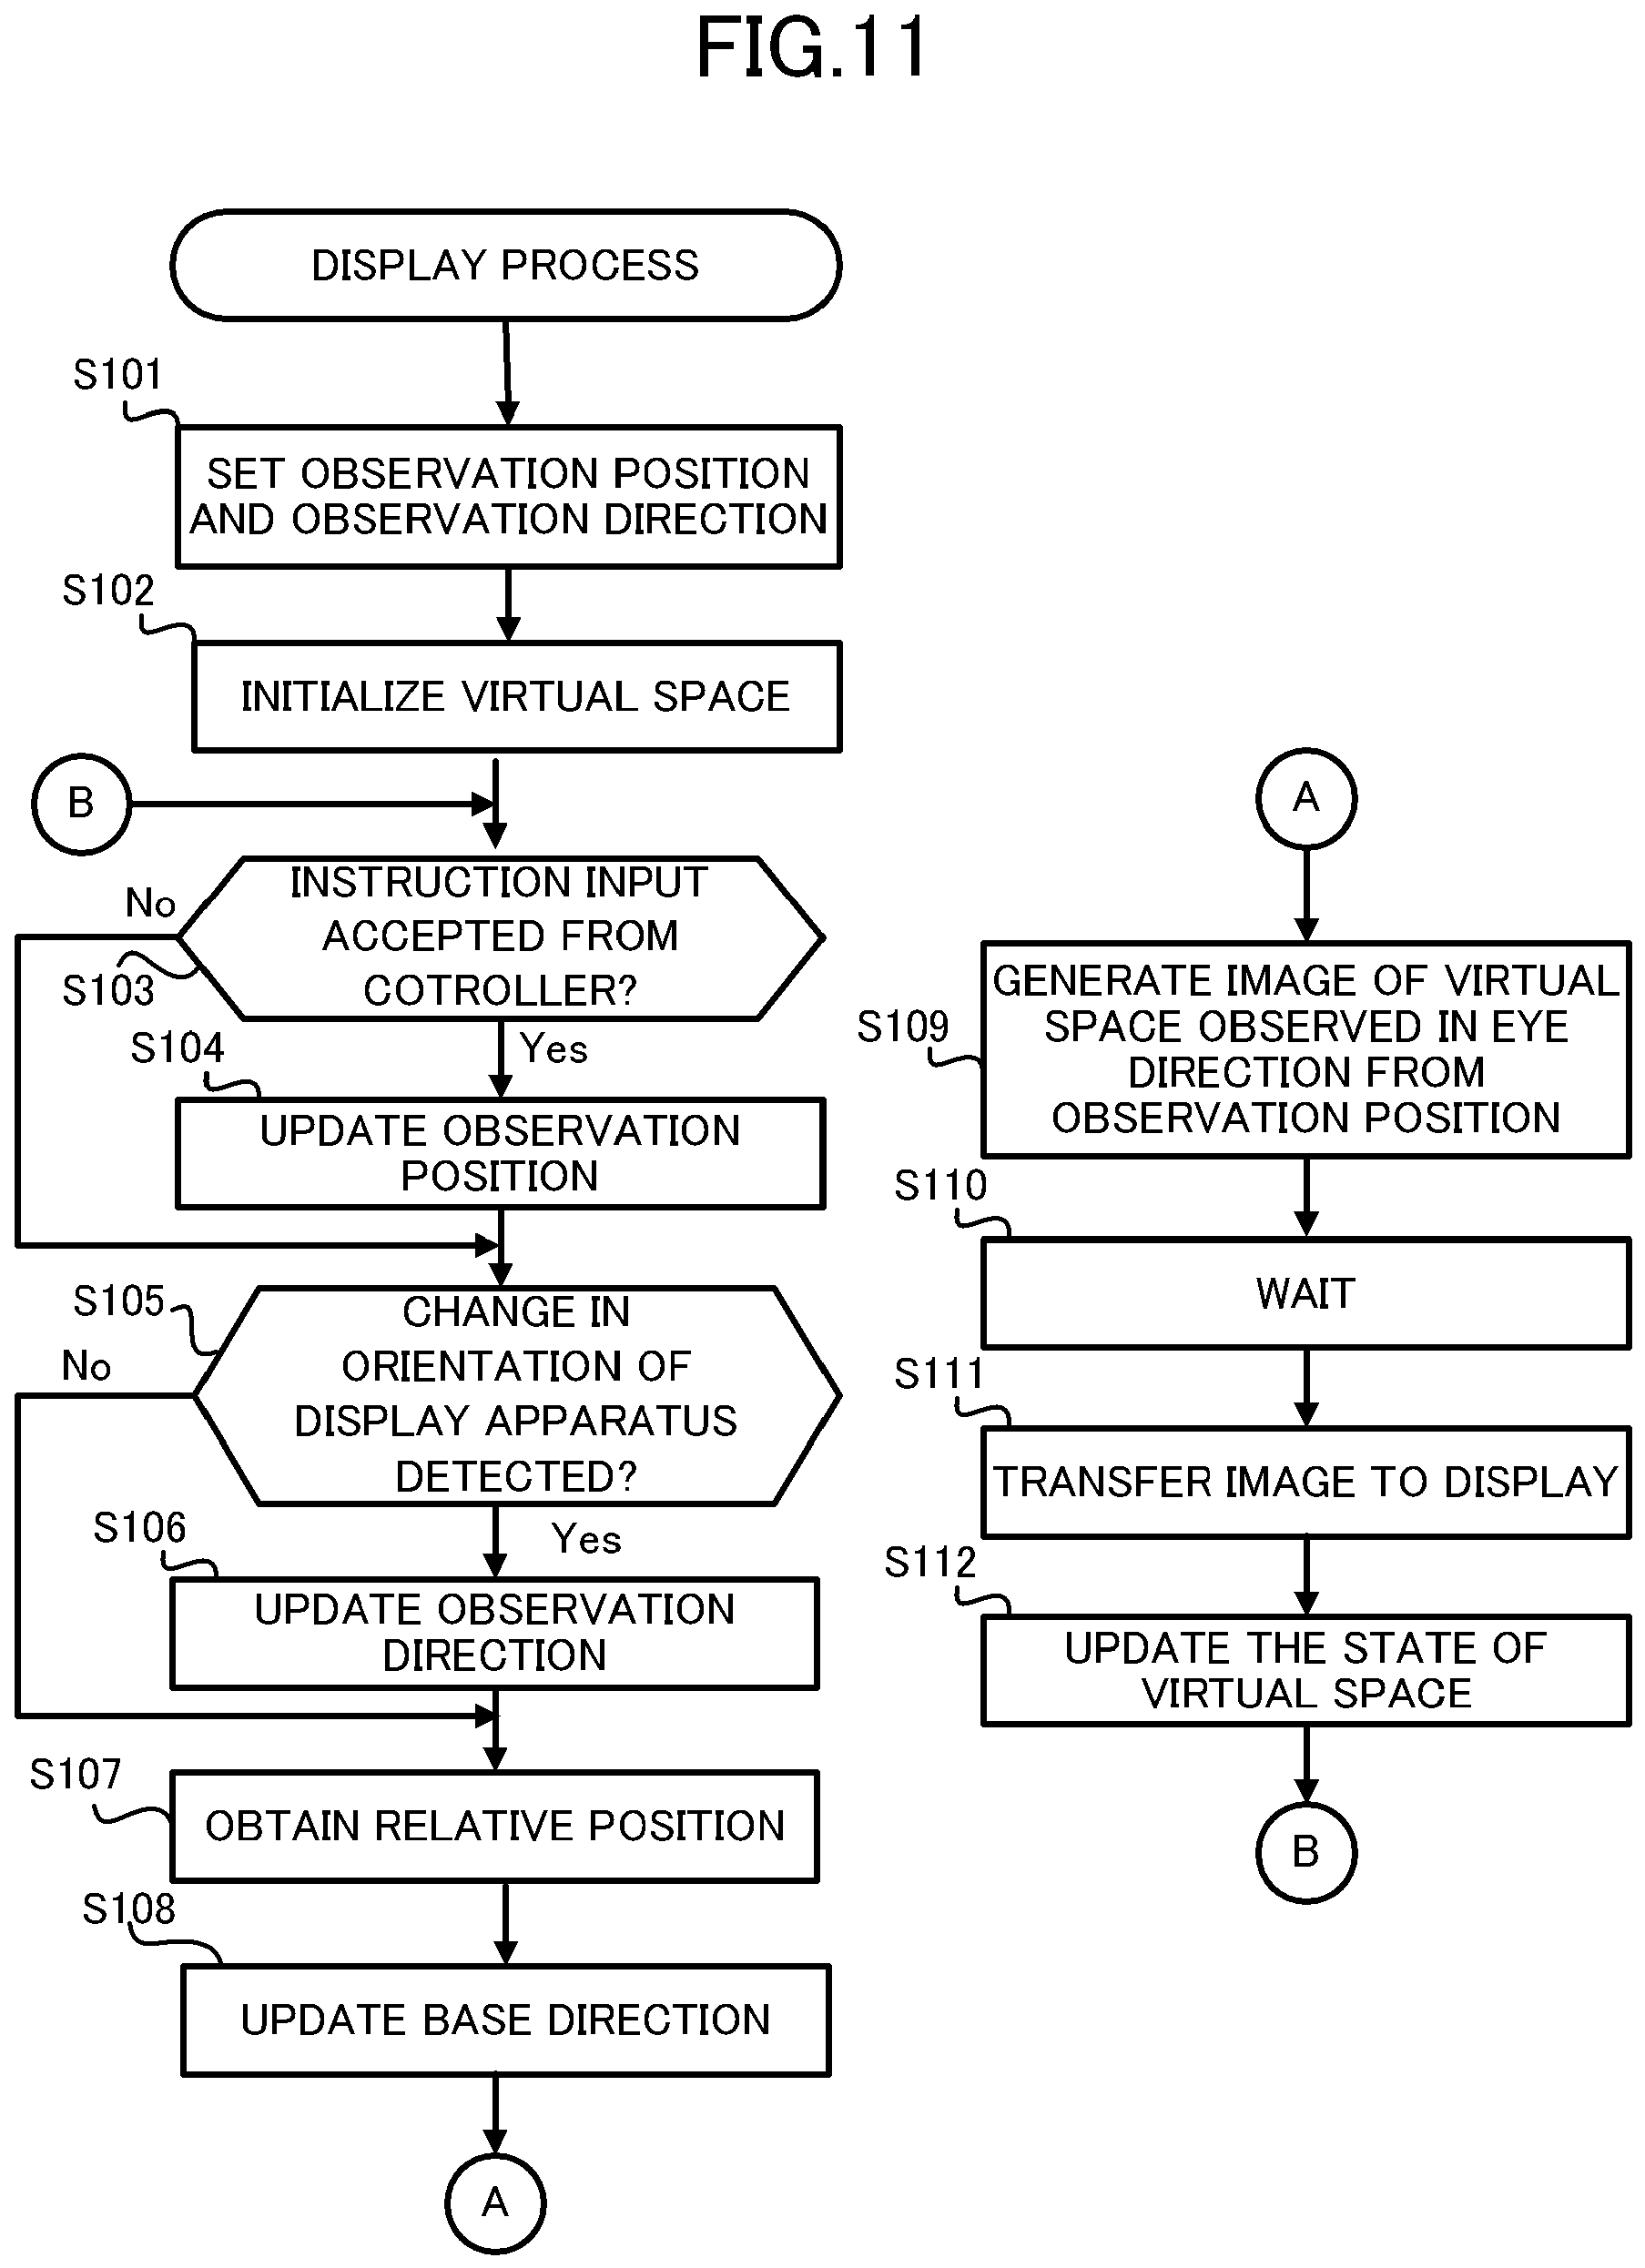 FIG.11
DISPLAY PROCESS
S101
SET OBSERVATION POSITION
AND OBSERVATION DIRECTION
S102
INITIALIZE VIRTUAL SPACE
B
INSTRUCTION INPUT
ACCEPTED FROM
COTROLLER?
No
S103
Yes
S104
UPDATE OBSERVATION
POSITION
S105
CHANGE IN
ORIENTATION OF
DISPLAY APPARATUS
DETECTED?
No
Yes
S106
UPDATE OBSERVATION
DIRECTION
S107
OBTAIN RELATIVE POSITION
S108
UPDATE BASE DIRECTION
A
A
S109
GENERATE IMAGE OF VIRTUAL
SPACE OBSERVED IN EYE
DIRECTION FROM
OBSERVATION POSITION
S110
WAIT
S111
TRANSFER IMAGE TO DISPLAY
S112
UPDATE THE STATE OF
VIRTUAL SPACE
B